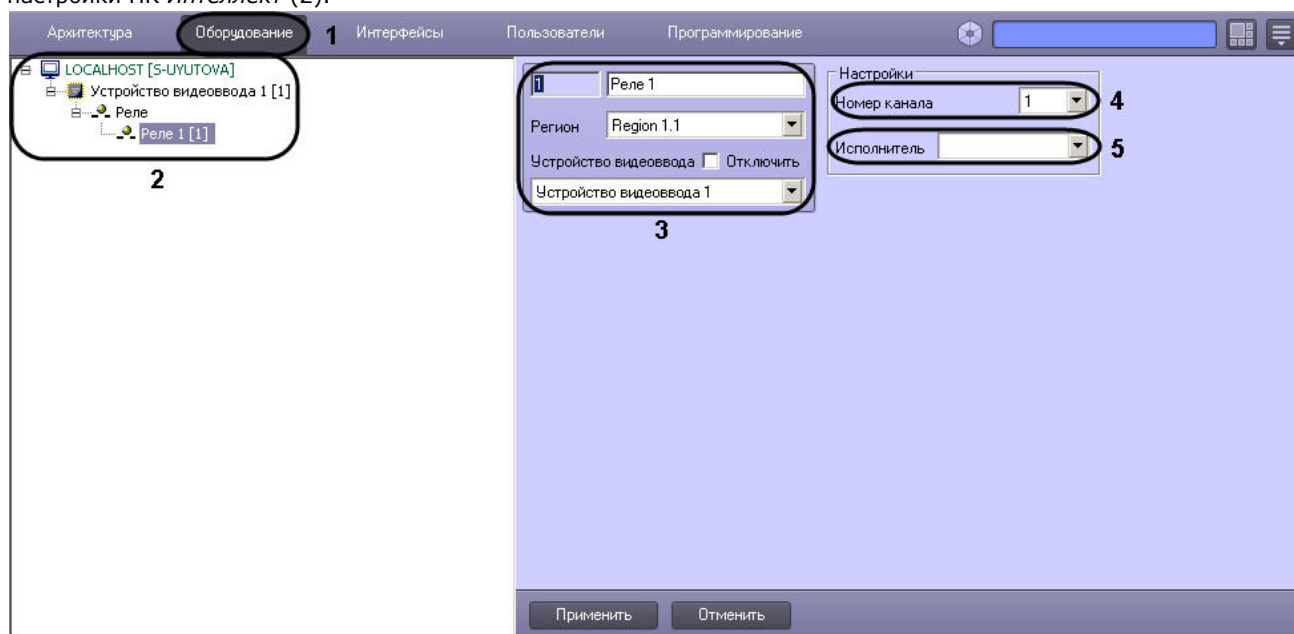 настройки ПК Интеллект (2).
Архитектура Оборудование 1 Интерфейсы Пользователи Программирование
LOCALHOST [S-UYUTOVA]
Устройство видеоввода 1 [1]
Реле
Реле 1 [1]
2
1 Реле 1
Регион Region 1.1
Устройство видеоввода Отключить
Устройство видеоввода 1
3
Настройки
Номер канала 1 4
Исполнитель 5
Применить Отменить